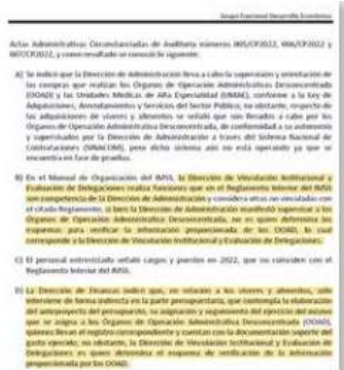 Grupo Funcional Desarrollo Económico
Actas Administrativas Circunstanciadas de Auditoría números 005/CP2022, 006/CP2022 y
007/CP2022, y como resultado se conoció lo siguiente:
A) Se indicó que la Dirección de Administración lleva a cabo la supervisión y orientación de
las compras que realizan los Órganos de Operación Administrativa Desconcentrada
(OOAD) y las Unidades Médicas de Alta Especialidad (UMAE), conforme a la Ley de
Adquisiciones, Arrendamientos y Servicios del Sector Público; no obstante, respecto de
las adquisiciones de víveres y alimentos se señaló que son llevados a cabo por los
Órganos de Operación Administrativa Desconcentrada, de conformidad a su autonomía
y supervisados por la Dirección de Administración a través del Sistema Nacional de
Contrataciones (SINACOM), pero dicho sistema aún no está operando ya que se
encuentra en fase de pruebas.
B) En el Manual de Organización del IMSS, la Dirección de Vinculación Institucional y
Evaluación de Delegaciones realiza funciones que en el Reglamento Interior del IMSS
son competencia de la Dirección de Administración y considera otras no vinculadas con
el citado Reglamento, si bien la Dirección de Administración manifestó supervisar a los
Órganos de Operación Administrativa Desconcentrada, no es quien determina los
esquemas para verificar la información proporcionada de los OOAD, lo cual
corresponde a la Dirección de Vinculación Institucional y Evaluación de Delegaciones.
C) El personal entrevistado señaló cargos y puestos en 2022, que no coinciden con el
Reglamento Interior del IMSS.
D) La Dirección de Finanzas indicó que, en relación a los víveres y alimentos, sólo
interviene de forma indirecta en la parte presupuestaria, que contempla la elaboración
del anteproyecto del presupuesto, su asignación y seguimiento del ejercicio del mismo
que se asigna a los Órganos de Operación Administrativa Desconcentrada (OOAD),
quienes llevan el registro correspondiente y cuentan con la documentación soporte del
gasto ejercido; no obstante, la Dirección de Vinculación Institucional y Evaluación de
Delegaciones es quien determina el esquema de verificación de la información
proporcionada por los OOAD.